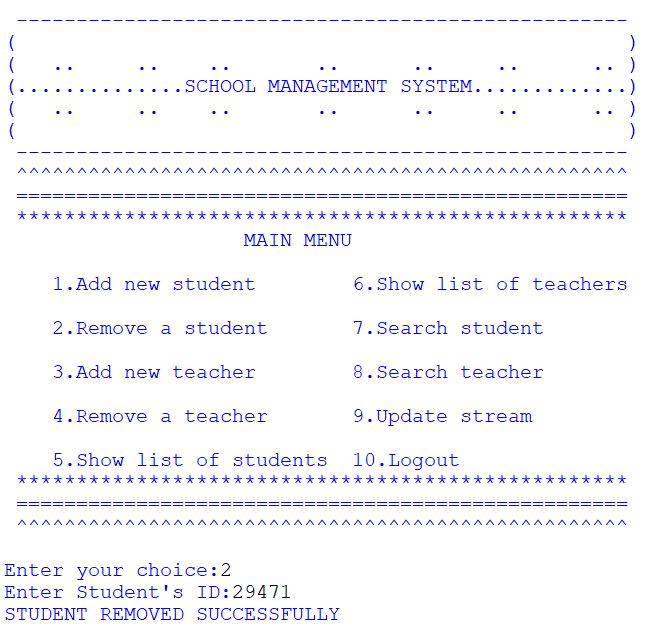 ---------------------------------------------------
(                                                   )
(   ..     ..    ..       ..      ..     ..      .. )
(..............SCHOOL MANAGEMENT SYSTEM.............)
(   ..     ..    ..       ..      ..     ..      .. )
(                                                   )
---------------------------------------------------
^^^^^^^^^^^^^^^^^^^^^^^^^^^^^^^^^^^^^^^^^^^^^^^^^^^
===================================================
***************************************************
MAIN MENU
1.Add new student        6.Show list of teachers
2.Remove a student       7.Search student
3.Add new teacher        8.Search teacher
4.Remove a teacher       9.Update stream
5.Show list of students  10.Logout
***************************************************
===================================================
^^^^^^^^^^^^^^^^^^^^^^^^^^^^^^^^^^^^^^^^^^^^^^^^^^^
Enter your choice:2
Enter Student's ID:29471
STUDENT REMOVED SUCCESSFULLY